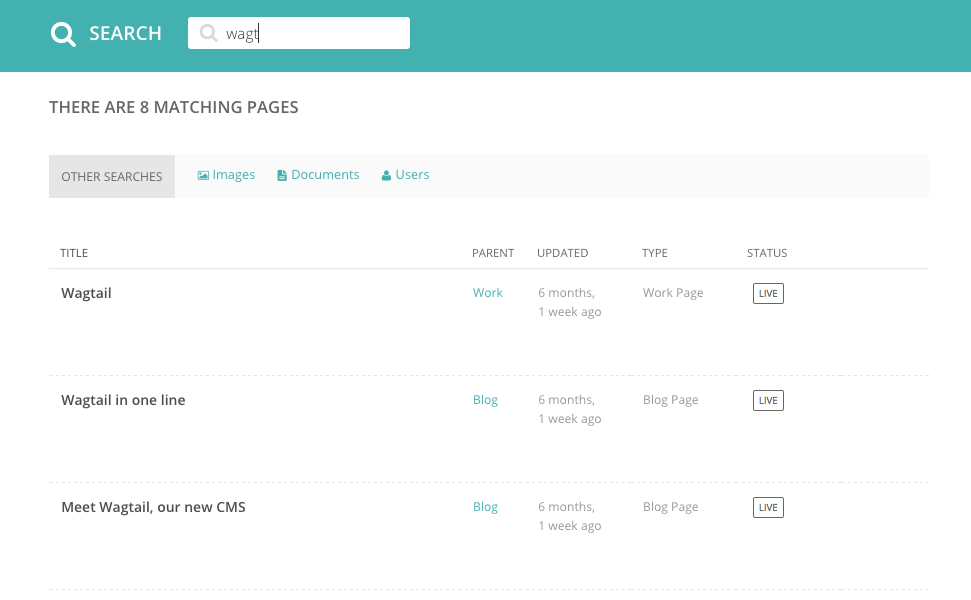 SEARCH wagt
THERE ARE 8 MATCHING PAGES
OTHER SEARCHES Images Documents Users
TITLE PARENT UPDATED TYPE STATUS
Wagtail Work 6 months, Work Page LIVE
1 week ago
Wagtail in one line Blog 6 months, Blog Page LIVE
1 week ago
Meet Wagtail, our new CMS Blog 6 months, Blog Page LIVE
1 week ago